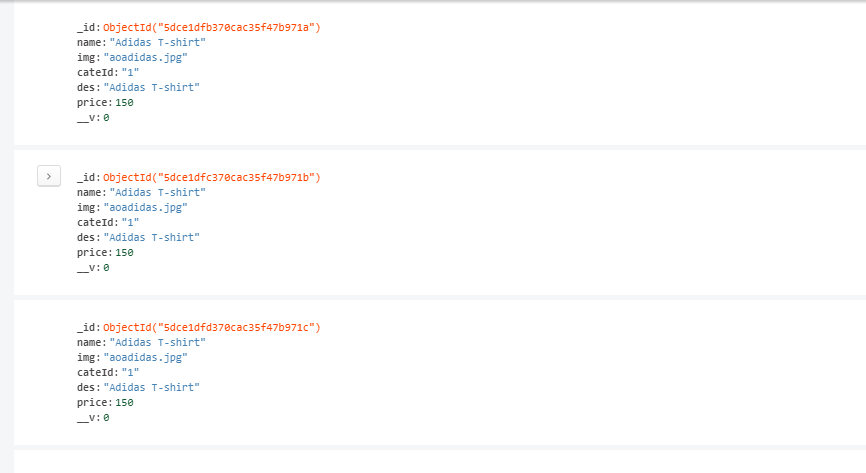 _id: ObjectId("5dce1dfb370cac35f47b971a")
name: "Adidas T-shirt"
img: "aoadidas.jpg"
cateId: "1"
des: "Adidas T-shirt"
price: 150
__v: 0
_id: ObjectId("5dce1dfc370cac35f47b971b")
name: "Adidas T-shirt"
img: "aoadidas.jpg"
cateId: "1"
des: "Adidas T-shirt"
price: 150
__v: 0
_id: ObjectId("5dce1dfd370cac35f47b971c")
name: "Adidas T-shirt"
img: "aoadidas.jpg"
cateId: "1"
des: "Adidas T-shirt"
price: 150
__v: 0